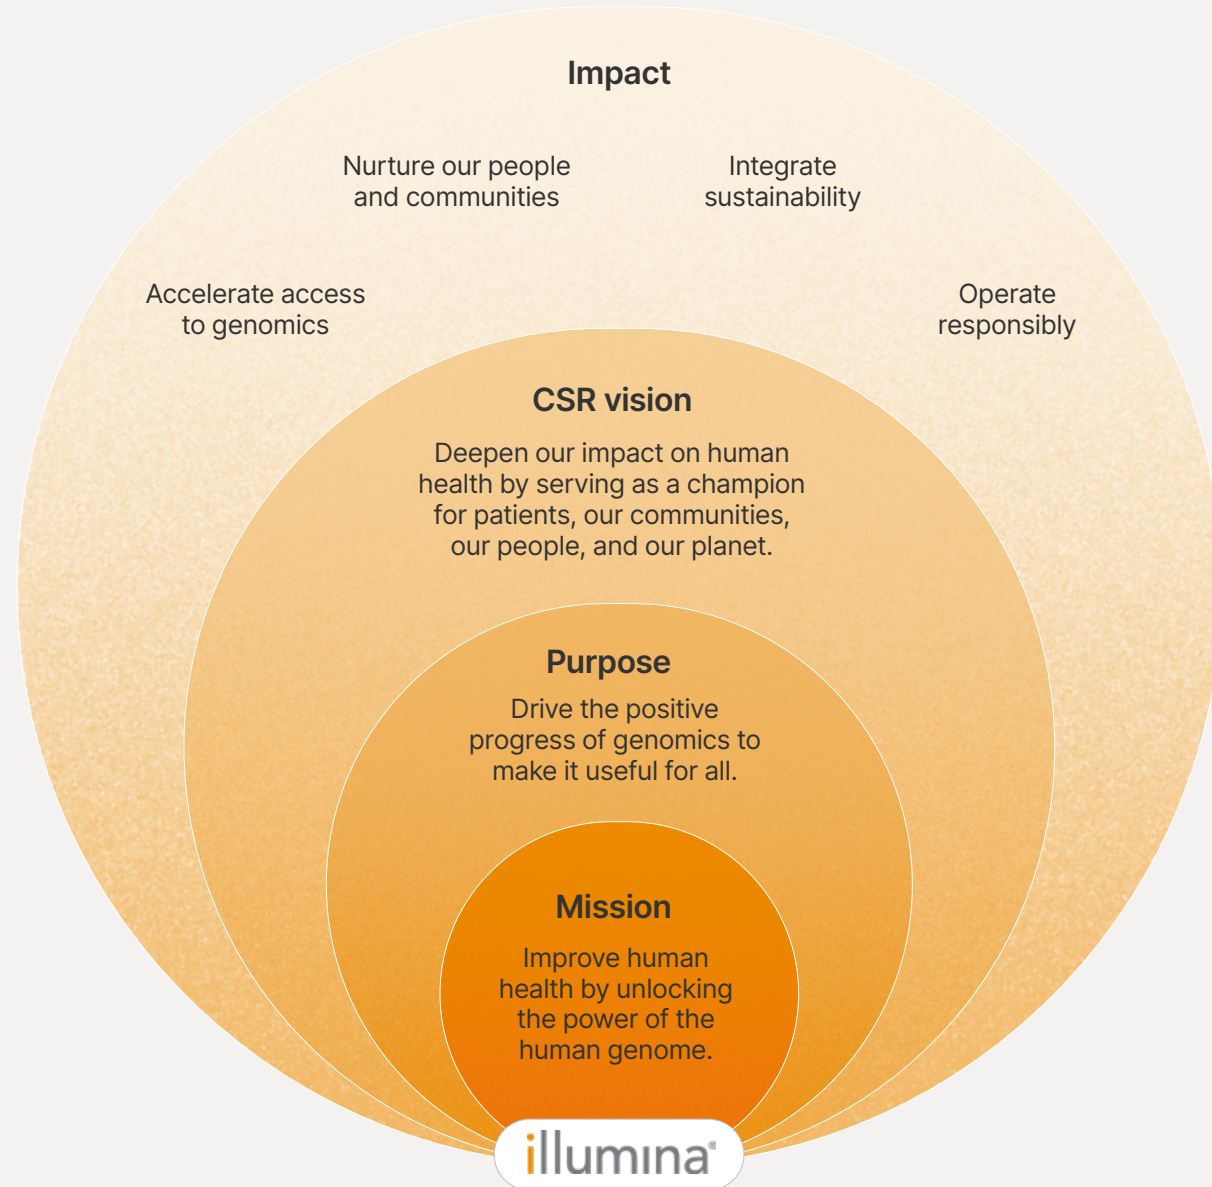 Impact
Nurture our people
and communities
Integrate
sustainability
Accelerate access
to genomics
Operate
responsibly
CSR vision
Deepen our impact on human
health by serving as a champion
for patients, our communities,
our people, and our planet.
Purpose
Drive the positive
progress of genomics to
make it useful for all.
Mission
Improve human
health by unlocking
the power of the
human genome.
illumina®